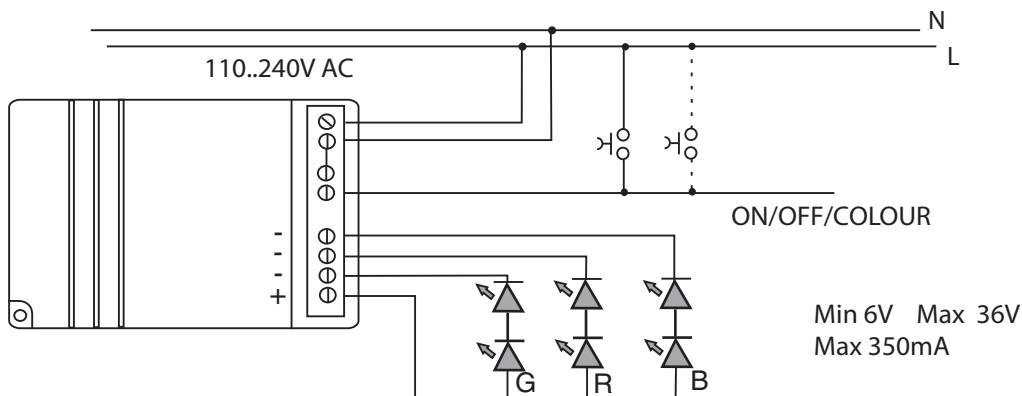 N
L
110..240V AC
ON/OFF/COLOUR
-
-
-
+
Min 6V Max 36V
Max 350mA
G R B